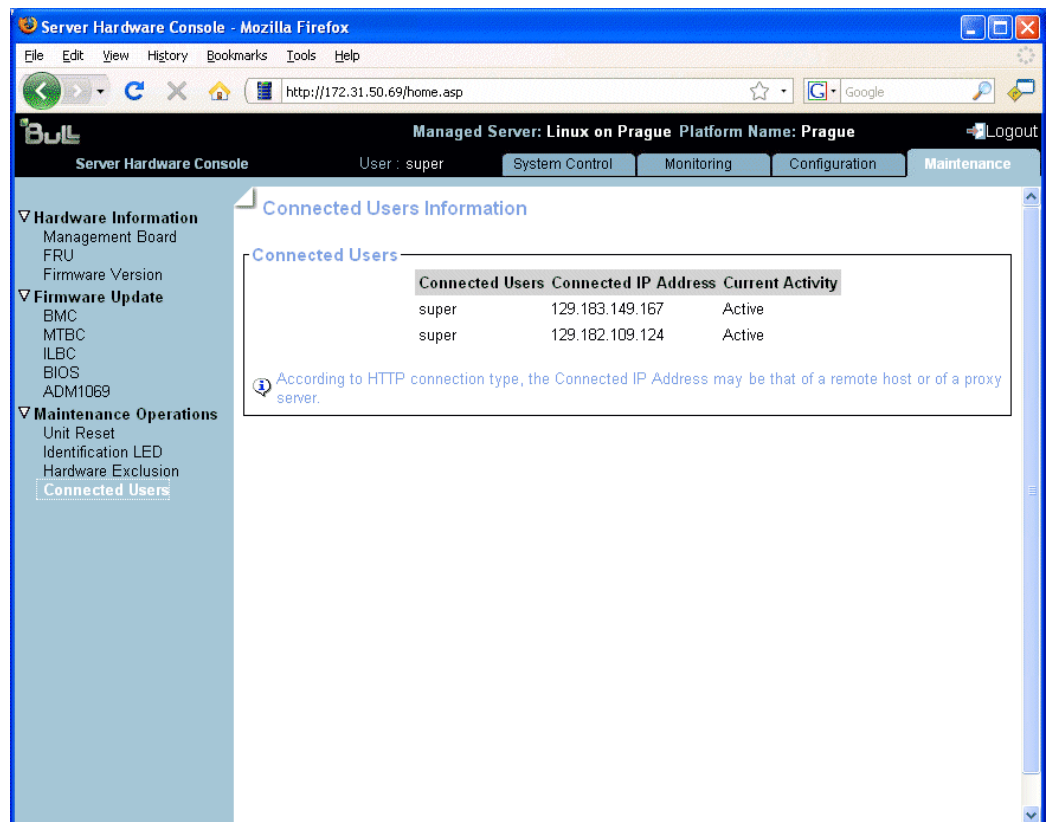 Server Hardware Console - Mozilla Firefox
File Edit View History Bookmarks Tools Help
http://172.31.50.69/home.asp
G Google
Bull
Managed Server: Linux on Prague Platform Name: Prague
Logout
Server Hardware Console
User : super
System Control
Monitoring
Configuration
Maintenance
Hardware Information
Management Board
FRU
Firmware Version
Firmware Update
BMC
MTBC
ILBC
BIOS
ADM1069
Maintenance Operations
Unit Reset
Identification LED
Hardware Exclusion
Connected Users
Connected Users Information
Connected Users
Connected Users Connected IP Address Current Activity
super 129.183.149.167 Active
super 129.182.109.124 Active
According to HTTP connection type, the Connected IP Address may be that of a remote host or of a proxy
server.